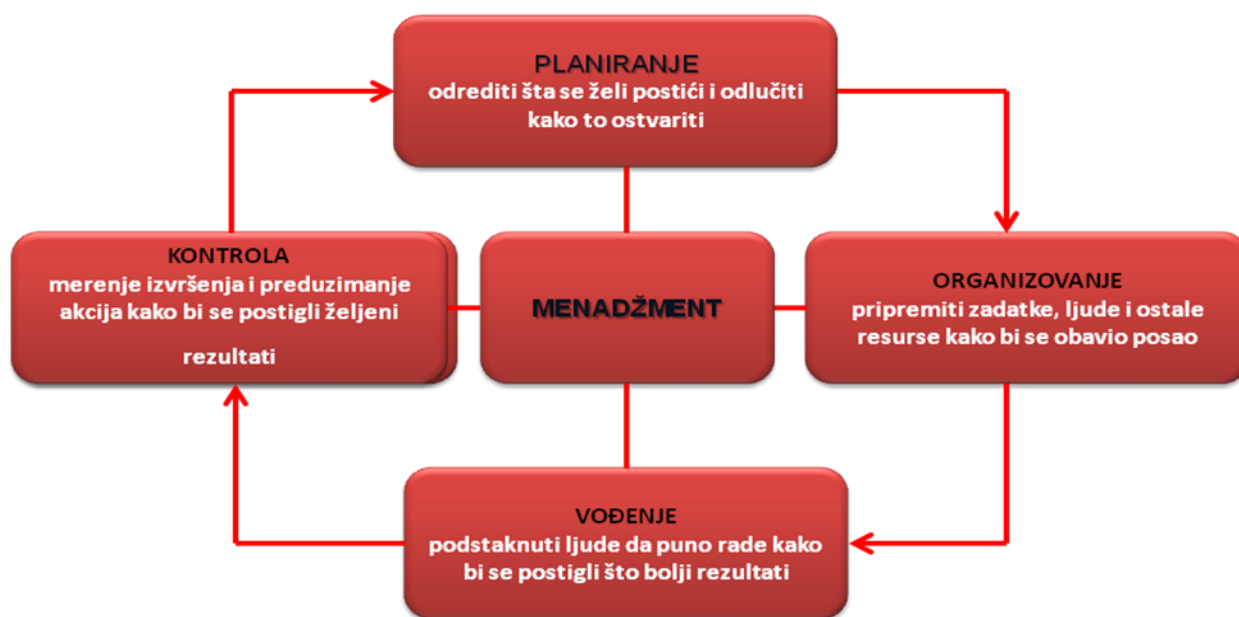 PLANIRANJE
odrediti šta se želi postići i odlučiti
kako to ostvariti
KONTROLA
merenje izvršenja i preduzimanje
akcija kako bi se postigli željeni
rezultati
MENADŽMENT
ORGANIZOVANJE
pripremiti zadatke, ljude i ostale
resurse kako bi se obavio posao
VOĐENJE
podstaknuti ljude da puno rade kako
bi se postigli što bolji rezultati